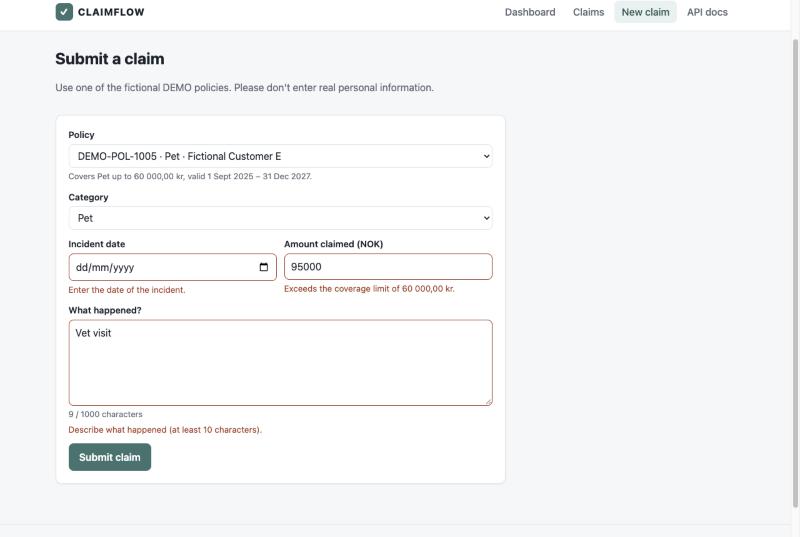 CLAIMFLOW
Dashboard Claims New claim API docs
Submit a claim
Use one of the fictional DEMO policies. Please don't enter real personal information.
Policy
DEMO-POL-1005 · Pet · Fictional Customer E
Covers Pet up to 60 000,00 kr, valid 1 Sept 2025 – 31 Dec 2027.
Category
Pet
Incident date Amount claimed (NOK)
dd/mm/yyyy 95000
Enter the date of the incident. Exceeds the coverage limit of 60 000,00 kr.
What happened?
Vet visit
9 / 1000 characters
Describe what happened (at least 10 characters).
Submit claim